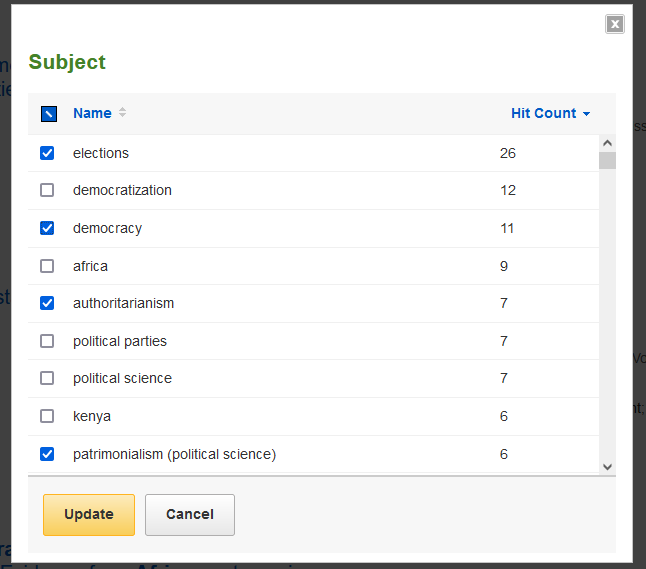 x
Subject
Name Hit Count
elections 26
democratization 12
democracy 11
africa 9
authoritarianism 7
political parties 7
political science 7
kenya 6
patrimonialism (political science) 6
Update Cancel